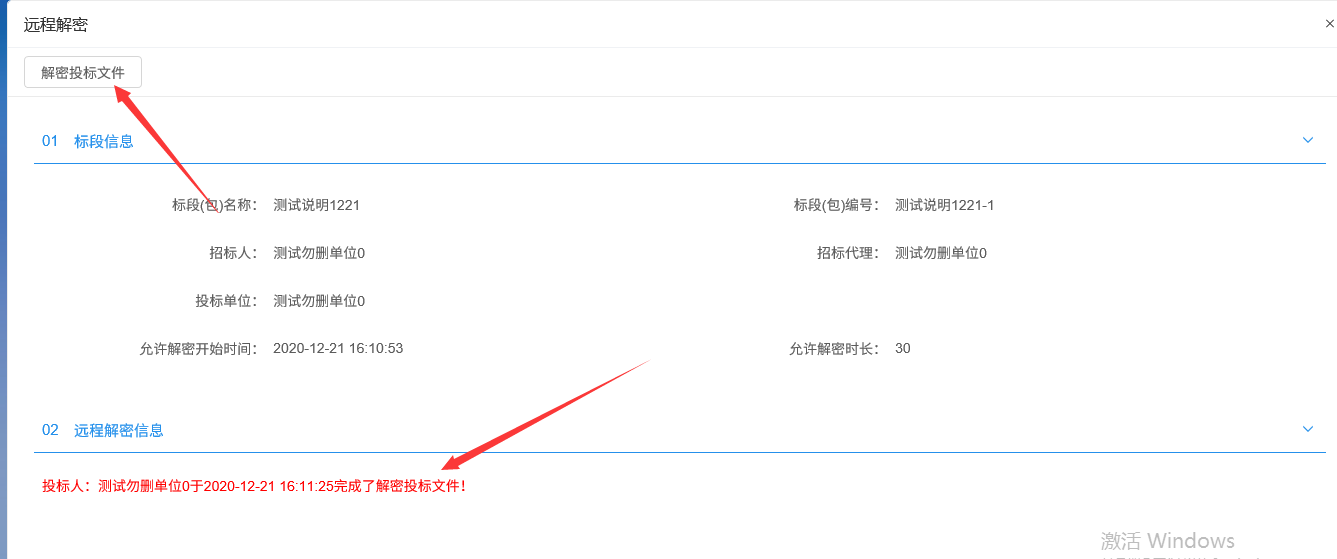 远程解密
×
解密投标文件
01 标段信息
标段(包)名称： 测试说明1221 标段(包)编号： 测试说明1221-1
招标人： 测试勿删单位0 招标代理： 测试勿删单位0
投标单位： 测试勿删单位0
允许解密开始时间： 2020-12-21 16:10:53 允许解密时长： 30
02 远程解密信息
投标人：测试勿删单位0于2020-12-21 16:11:25完成了解密投标文件！
激活 Windows